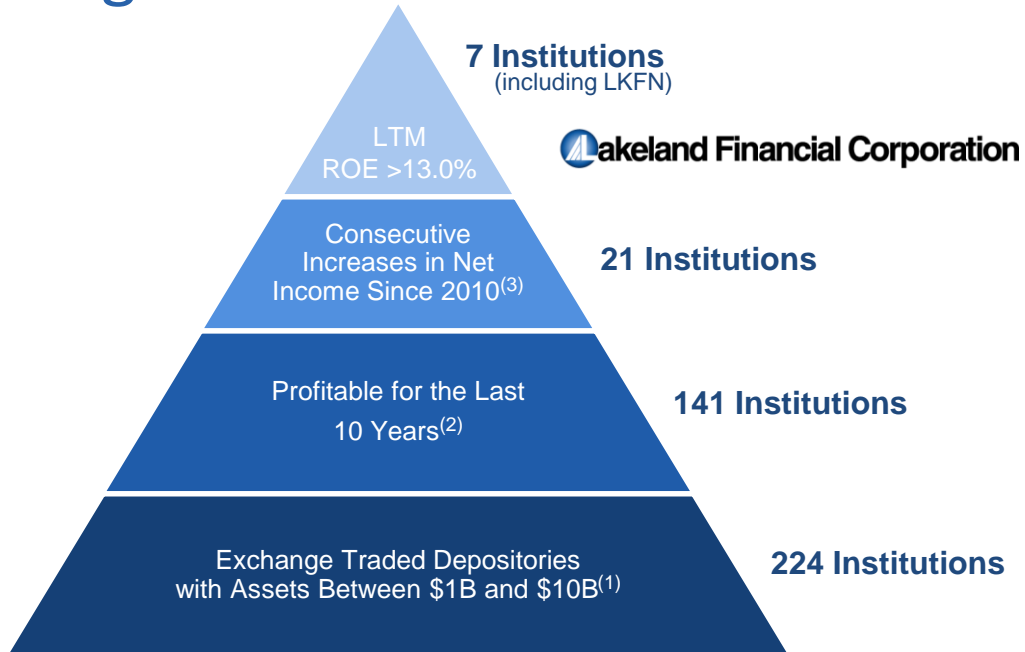 7 Institutions
(including LKFN)
LTM
ROE >13.0%
Lakeland Financial Corporation
Consecutive
Increases in Net
Income Since 2010(3)
21 Institutions
Profitable for the Last
10 Years(2)
141 Institutions
Exchange Traded Depositories
with Assets Between $1B and $10B(1)
224 Institutions